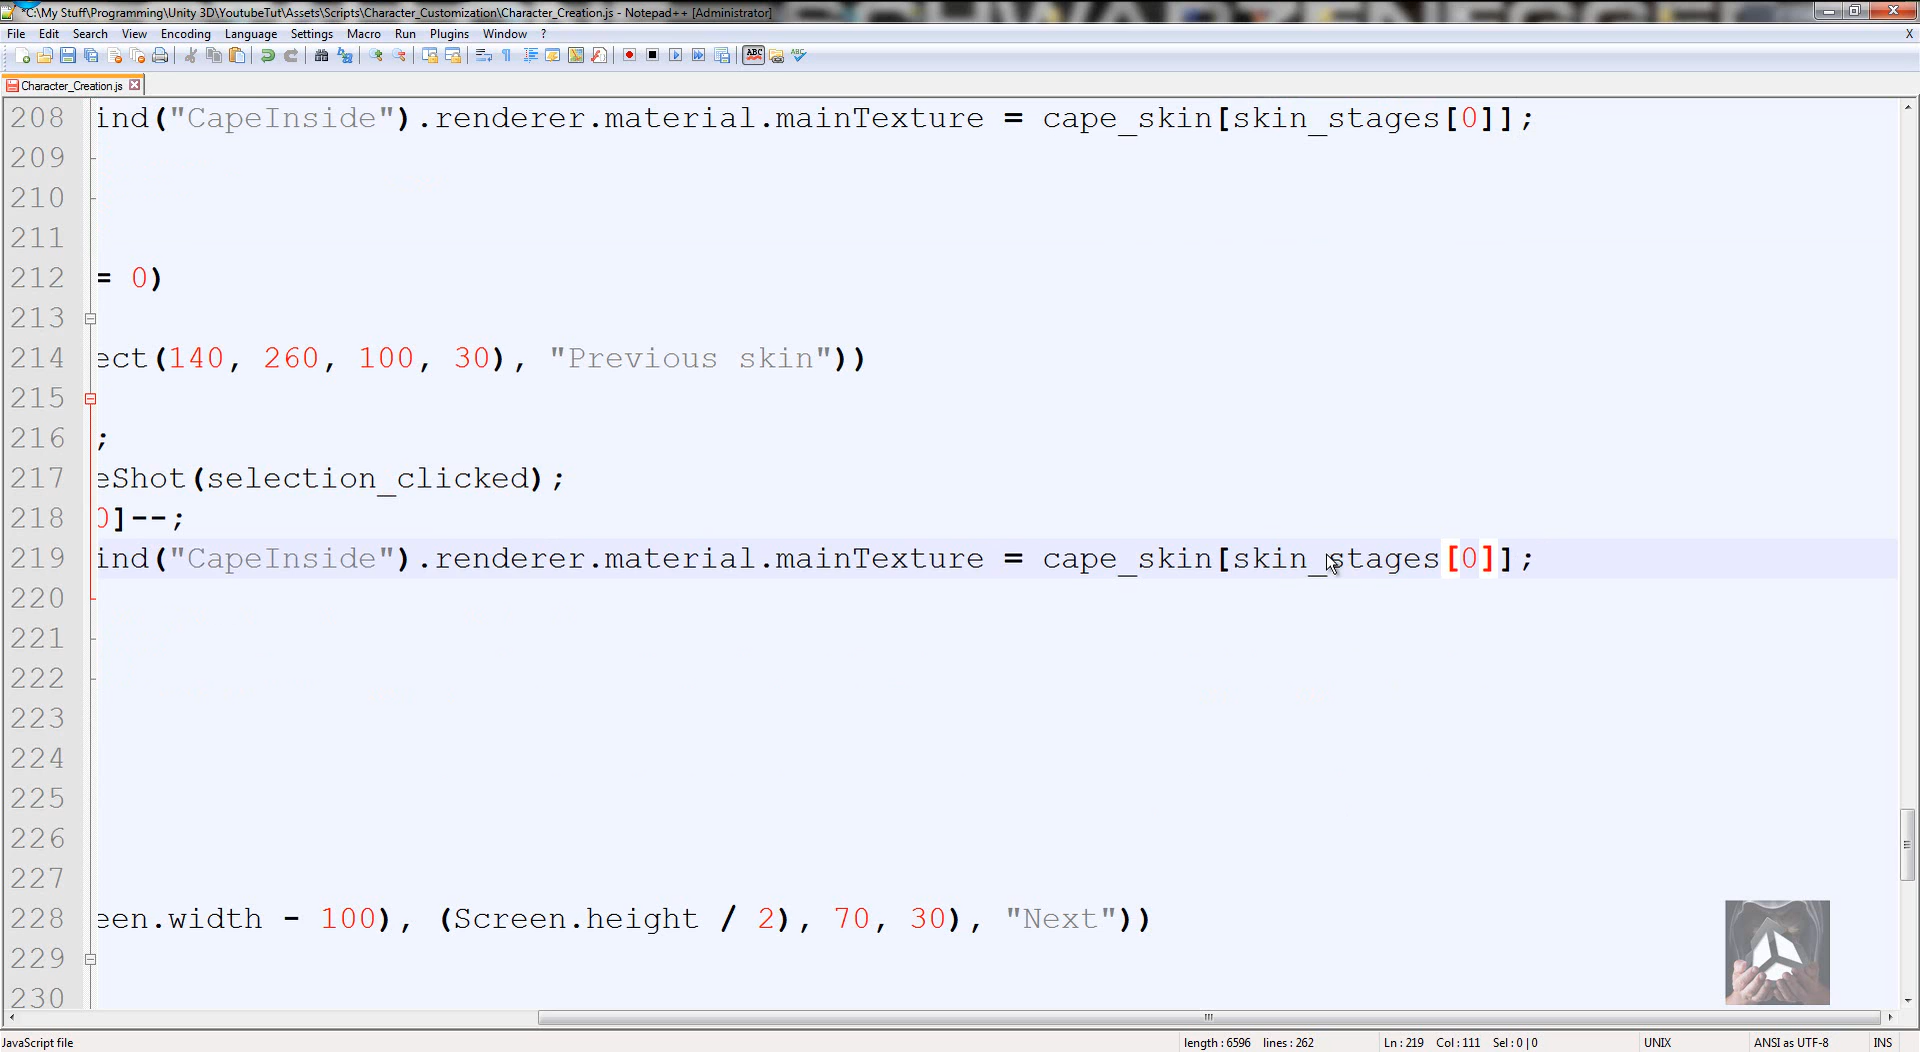 *C:\My Stuff\Programming\Unity 3D\YoutubeTut\Assets\Scripts\Character_Customization\Character_Creation.js - Notepad++ [Administrator]
File Edit Search View Encoding Language Settings Macro Run Plugins Window ? X
Character_Creation.js
208 ind("CapeInside").renderer.material.mainTexture = cape_skin[skin_stages[0]];
209
210
211
212 = 0)
213
214 ect(140, 260, 100, 30), "Previous skin"))
215
216 ;
217 eShot(selection_clicked);
218 0]--;
219 ind("CapeInside").renderer.material.mainTexture = cape_skin[skin_stages[0]];
220
221
222
223
224
225
226
227
228 een.width - 100), (Screen.height / 2), 70, 30), "Next"))
229
230
JavaScript file length : 6596 lines : 262 Ln : 219 Col : 111 Sel : 0 | 0 UNIX ANSI as UTF-8 INS